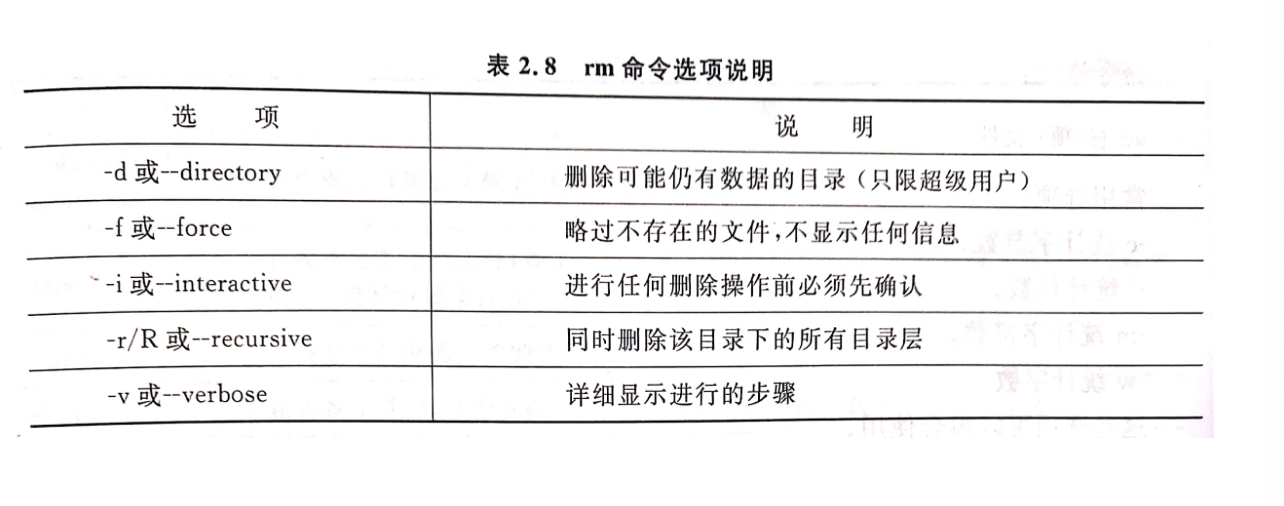 表 2.8 rm 命令选项说明
选 项 说 明
-d 或--directory 删除可能仍有数据的目录（只限超级用户）
-f 或--force 略过不存在的文件,不显示任何信息
-i 或--interactive 进行任何删除操作前必须先确认
-r/R 或--recursive 同时删除该目录下的所有目录层
-v 或--verbose 详细显示进行的步骤